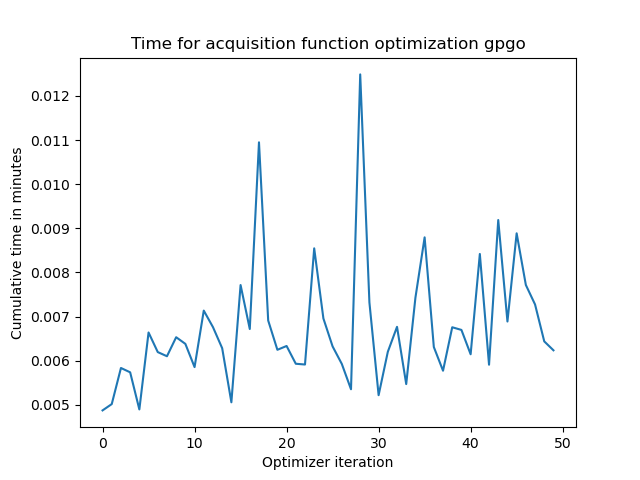 Time for acquisition function optimization gpgo
Cumulative time in minutes
0.012
0.011
0.010
0.009
0.008
0.007
0.006
0.005
0 10 20 30 40 50
Optimizer iteration